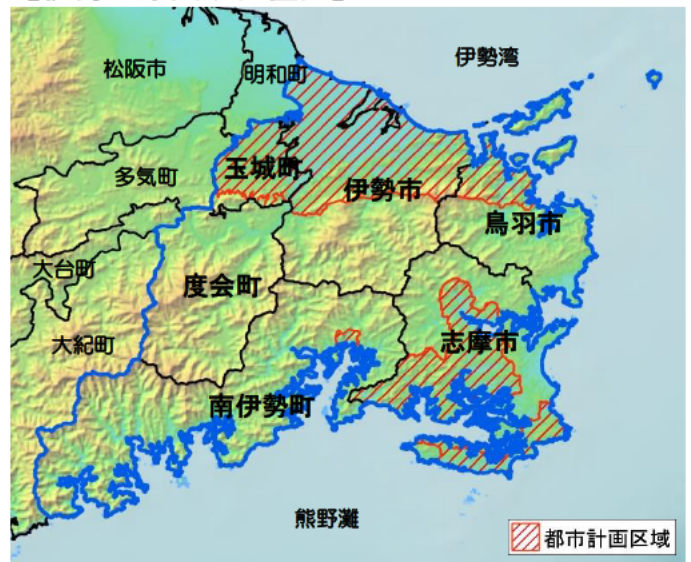 伊勢湾
松阪市
明和町
玉城町
多気町
伊勢市
鳥羽市
大台町
度会町
大紀町
志摩市
南伊勢町
熊野灘
都市計画区域